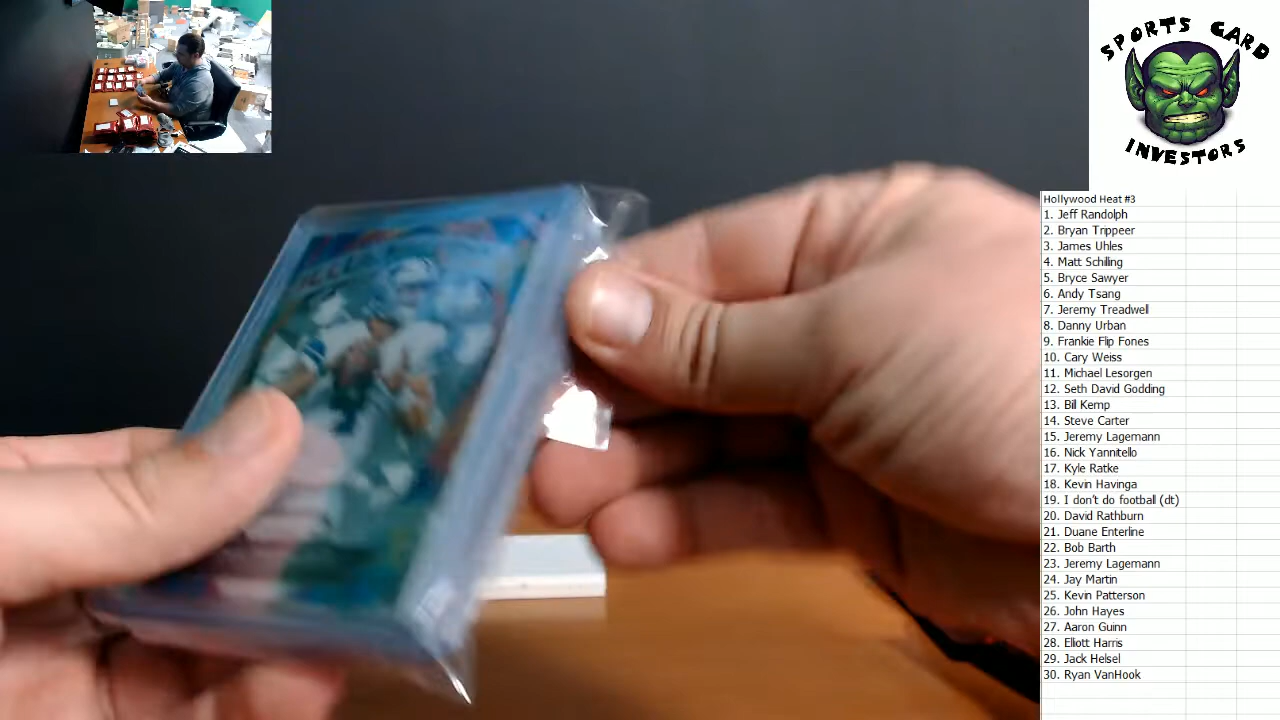 SPORTS CARD
INVESTORS
Hollywood Heat #3
1. Jeff Randolph
2. Bryan Trippeer
3. James Uhles
4. Matt Schiling
5. Bryce Sawyer
6. Andy Tsang
7. Jeremy Treadwell
8. Danny Urban
9. Frankie Flip Fones
10. Cary Weiss
11. Michael Lesorgen
12. Seth David Godding
13. Bill Kemp
14. Steve Carter
15. Jeremy Lagemann
16. Nick Yannitello
17. Kyle Ratke
18. Kevin Havinga
19. I don't do football (dt)
20. David Rathburn
21. Duane Enterline
22. Bob Barth
23. Jeremy Lagemann
24. Jay Martin
25. Kevin Patterson
26. John Hayes
27. Aaron Guinn
28. Eliott Harris
29. Jack Helsel
30. Ryan VanHook